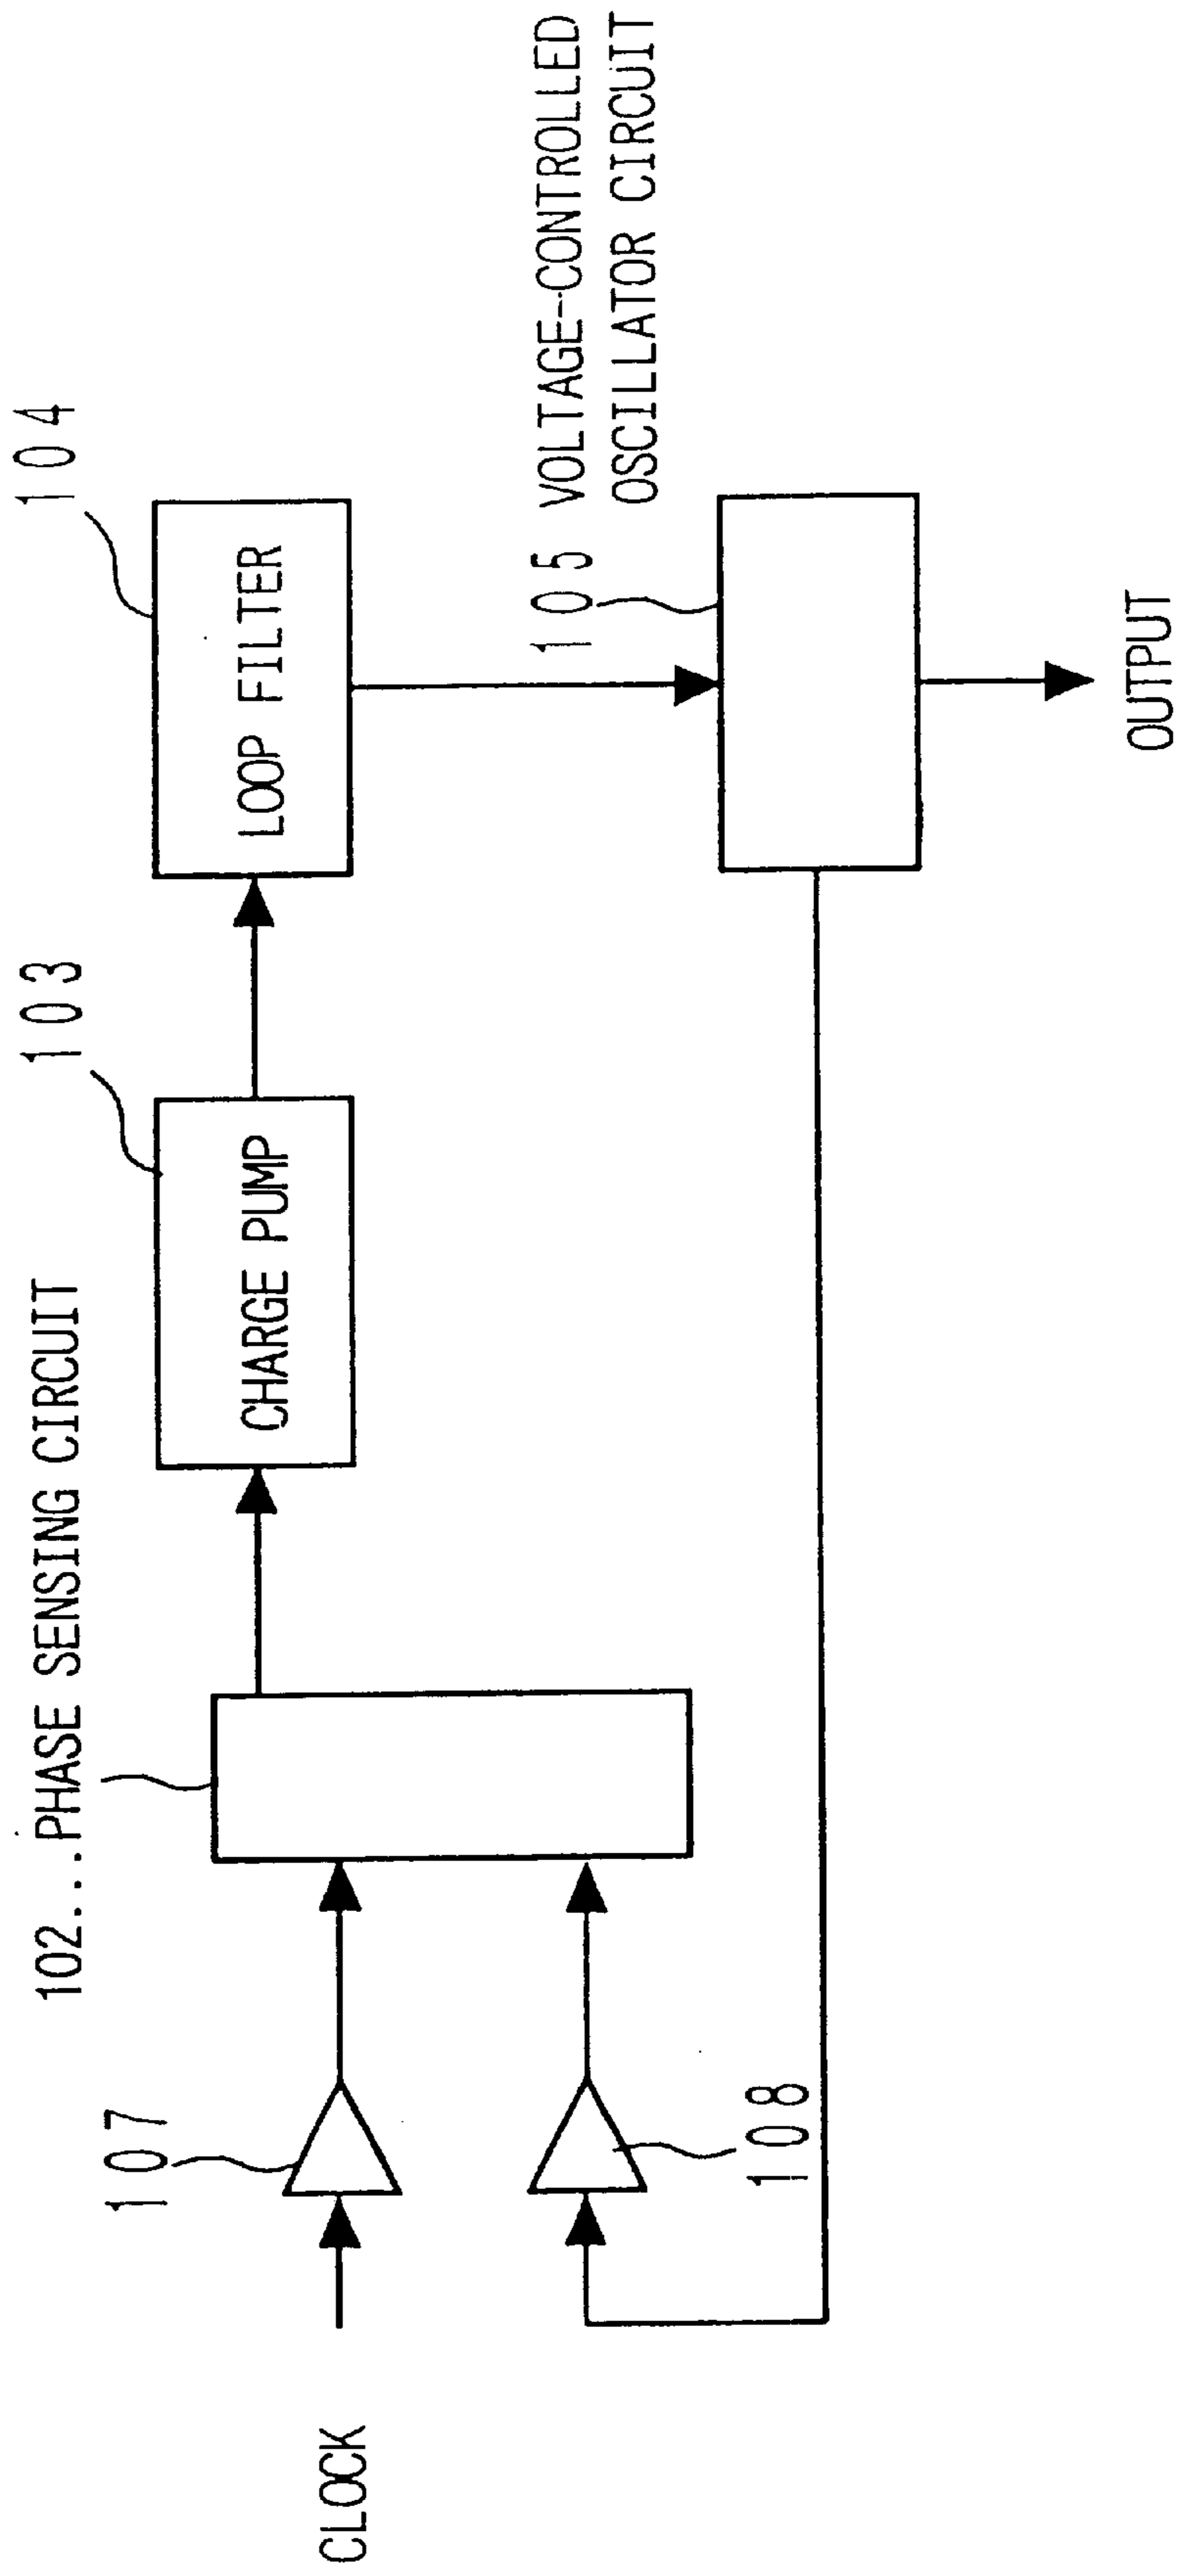 102...PHASE SENSING CIRCUIT
103
104
CHARGE PUMP
LOOP FILTER
107
CLOCK
108
105
VOLTAGE-CONTROLLED
OSCILLATOR CIRCUIT
OUTPUT